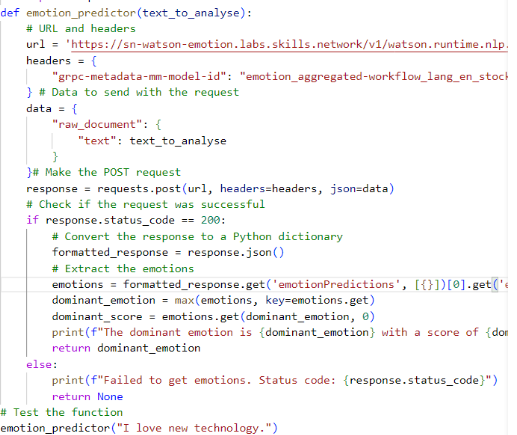 def emotion_predictor(text_to_analyse):
    # URL and headers
    url = 'https://sn-watson-emotion.labs.skills.network/v1/watson.runtime.nlp.
    headers = {
        "grpc-metadata-mm-model-id": "emotion_aggregated-workflow_lang_en_stock
    } # Data to send with the request
    data = {
        "raw_document": {
            "text": text_to_analyse
        }
    }# Make the POST request
    response = requests.post(url, headers=headers, json=data)
    # Check if the request was successful
    if response.status_code == 200:
        # Convert the response to a Python dictionary
        formatted_response = response.json()
        # Extract the emotions
        emotions = formatted_response.get('emotionPredictions', [{}])[0].get('e
        dominant_emotion = max(emotions, key=emotions.get)
        dominant_score = emotions.get(dominant_emotion, 0)
        print(f"The dominant emotion is {dominant_emotion} with a score of {dom
        return dominant_emotion
    else:
        print(f"Failed to get emotions. Status code: {response.status_code}")
        return None
# Test the function
emotion_predictor("I love new technology.")